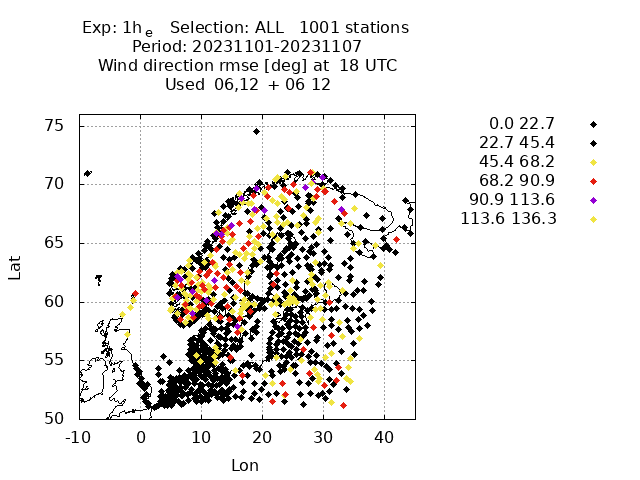 Exp: 1h e   Selection: ALL   1001 stations
Period: 20231101-20231107
Wind direction rmse [deg] at  18 UTC
Used  06,12  + 06 12
0.0 22.7
22.7 45.4
45.4 68.2
68.2 90.9
90.9 113.6
113.6 136.3
75
70
65
60
55
50
Lat
-10 0 10 20 30 40
Lon